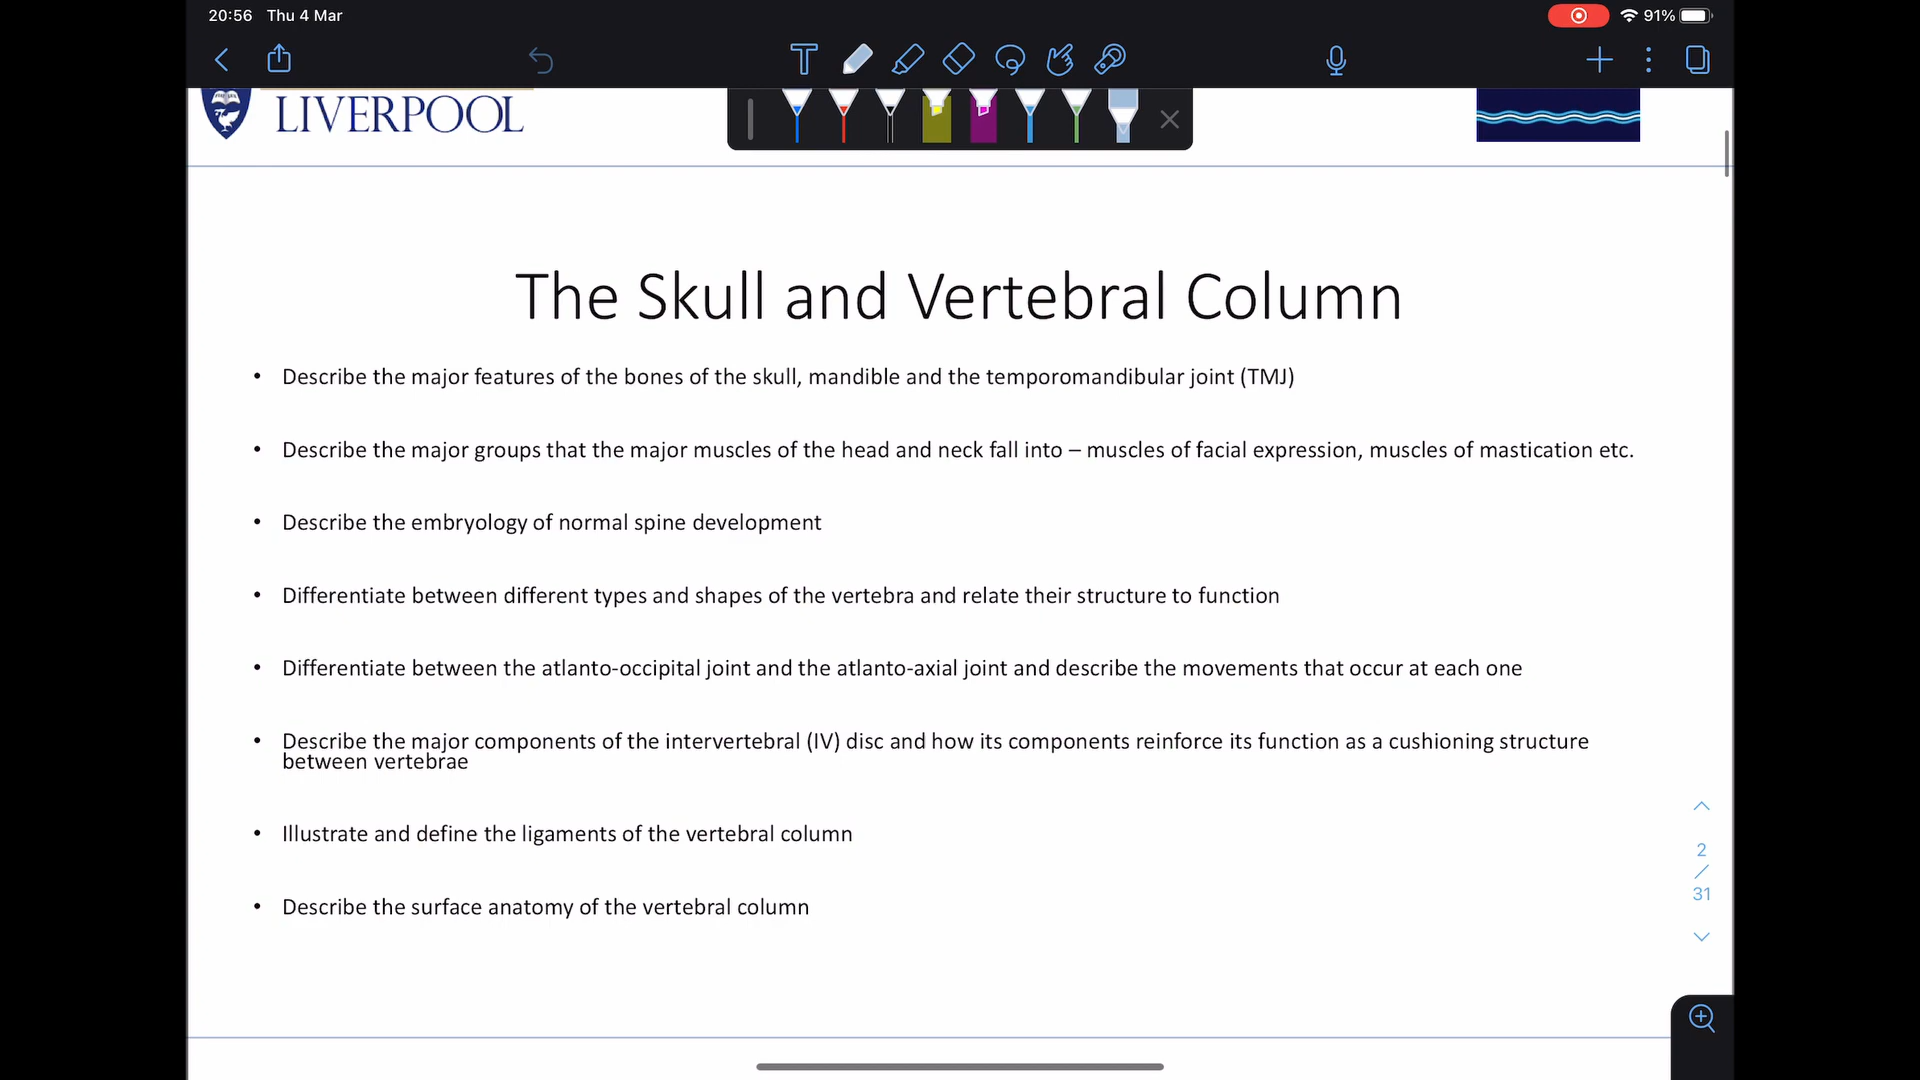 20:56 Thu 4 Mar
91%
LIVERPOOL
The Skull and Vertebral Column
• Describe the major features of the bones of the skull, mandible and the temporomandibular joint (TMJ)
• Describe the major groups that the major muscles of the head and neck fall into – muscles of facial expression, muscles of mastication etc.
• Describe the embryology of normal spine development
• Differentiate between different types and shapes of the vertebra and relate their structure to function
• Differentiate between the atlanto-occipital joint and the atlanto-axial joint and describe the movements that occur at each one
• Describe the major components of the intervertebral (IV) disc and how its components reinforce its function as a cushioning structure
between vertebrae
• Illustrate and define the ligaments of the vertebral column
• Describe the surface anatomy of the vertebral column
2
/
31